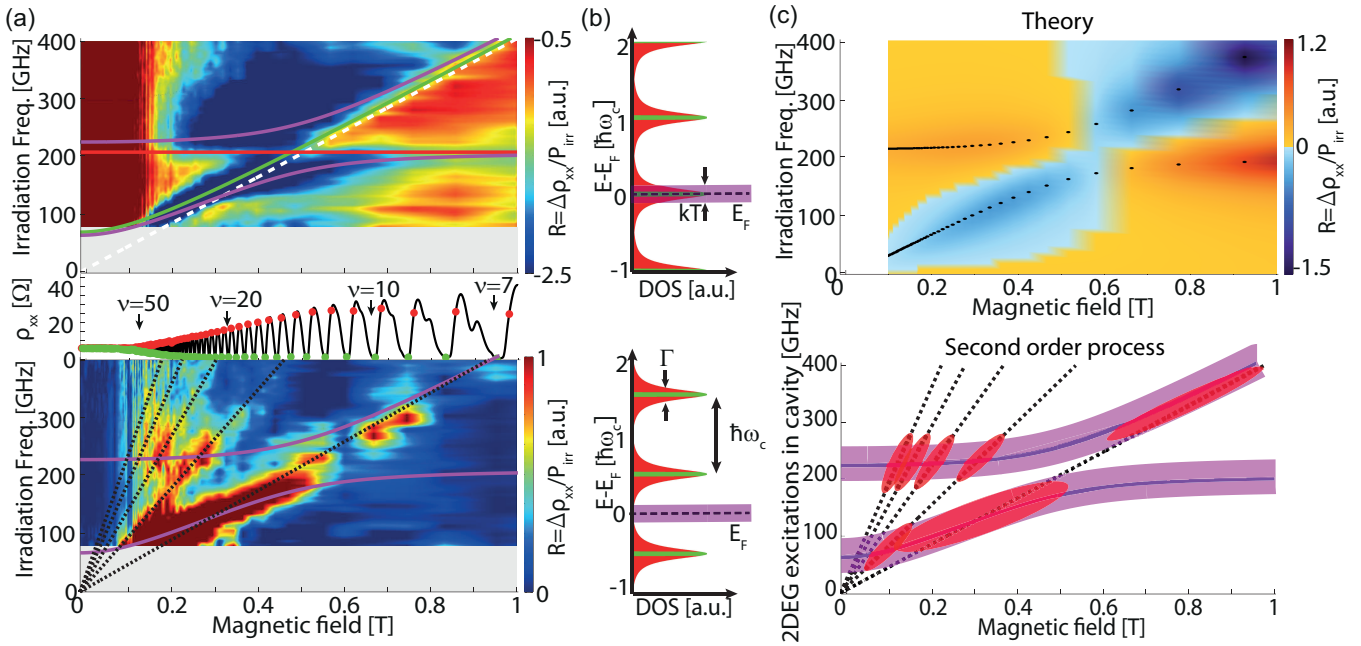 (a)
400
300
200
100
0
Irradiation Freq. [GHz]
-0.5
-2.5
R=Δρxx/Pirr [a.u.]
40
20
0
ρxx [Ω]
ν=50
ν=20
ν=10
ν=7
300
200
100
0
Irradiation Freq. [GHz]
0
0.2
0.4
0.6
0.8
1
Magnetic field [T]
1
0
R=Δρxx/Pirr [a.u.]
(b)
2
1
0
-1
E-EF [ħωc]
kT
EF
DOS [a.u.]
2
1
0
-1
E-EF [ħωc]
Γ
ħωc
EF
DOS [a.u.]
(c)
Theory
400
300
200
100
0
Irradiation Freq. [GHz]
0
0.2
0.4
0.6
0.8
1
Magnetic field [T]
1.2
0
-1.5
R=Δρxx/Pirr [a.u.]
Second order process
400
300
200
100
0
2DEG excitations in cavity [GHz]
0
0.2
0.4
0.6
0.8
1
Magnetic field [T]